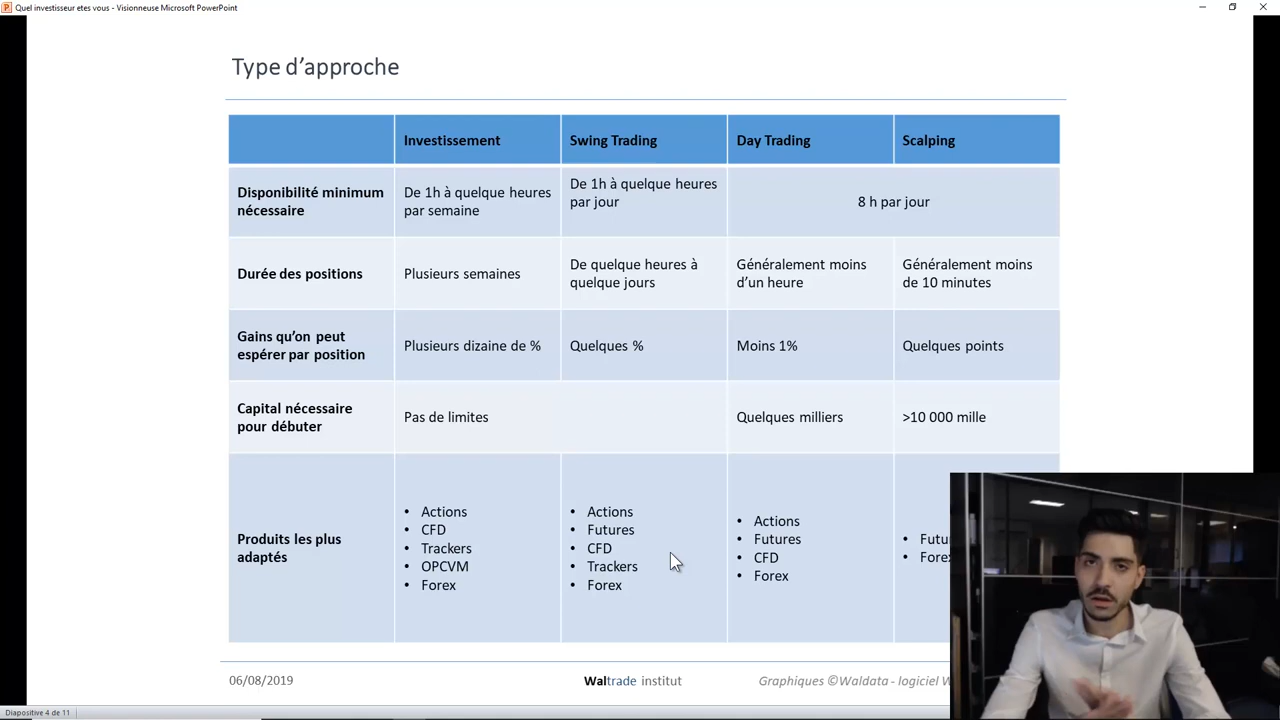 Quel investisseur etes vous - Visionneuse Microsoft PowerPoint
Type d'approche
Investissement
Swing Trading
Day Trading
Scalping
Disponibilité minimum
nécessaire
De 1h à quelque heures
par semaine
De 1h à quelque heures
par jour
8 h par jour
Durée des positions
Plusieurs semaines
De quelque heures à
quelque jours
Généralement moins
d'un heure
Généralement moins
de 10 minutes
Gains qu'on peut
espérer par position
Plusieurs dizaine de %
Quelques %
Moins 1%
Quelques points
Capital nécessaire
pour débuter
Pas de limites
Quelques milliers
>10 000 mille
Produits les plus
adaptés
• Actions
• CFD
• Trackers
• OPCVM
• Forex
• Actions
• Futures
• CFD
• Trackers
• Forex
• Actions
• Futures
• CFD
• Forex
06/08/2019
Waltrade institut
Graphiques ©Waldata - logiciel
Diapositive 4 de 11